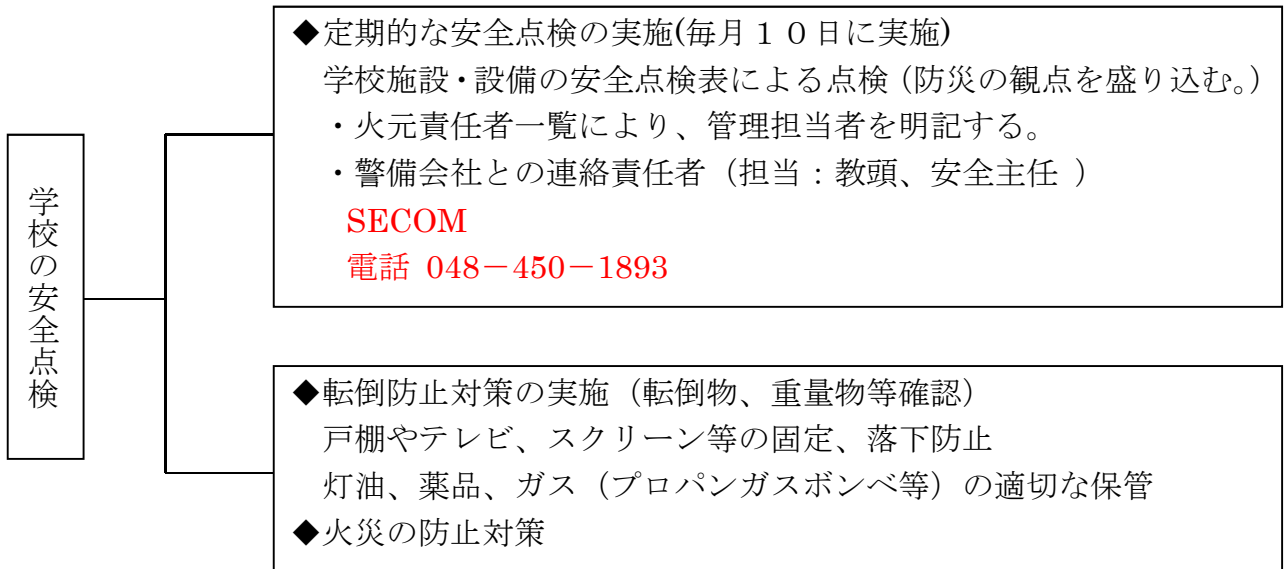 学校の安全点検
◆定期的な安全点検の実施(毎月１０日に実施)
学校施設・設備の安全点検表による点検（防災の観点を盛り込む。）
・火元責任者一覧により、管理担当者を明記する。
・警備会社との連絡責任者（担当：教頭、安全主任 ）
SECOM
電話 048－450－1893
◆転倒防止対策の実施（転倒物、重量物等確認）
戸棚やテレビ、スクリーン等の固定、落下防止
灯油、薬品、ガス（プロパンガスボンベ等）の適切な保管
◆火災の防止対策